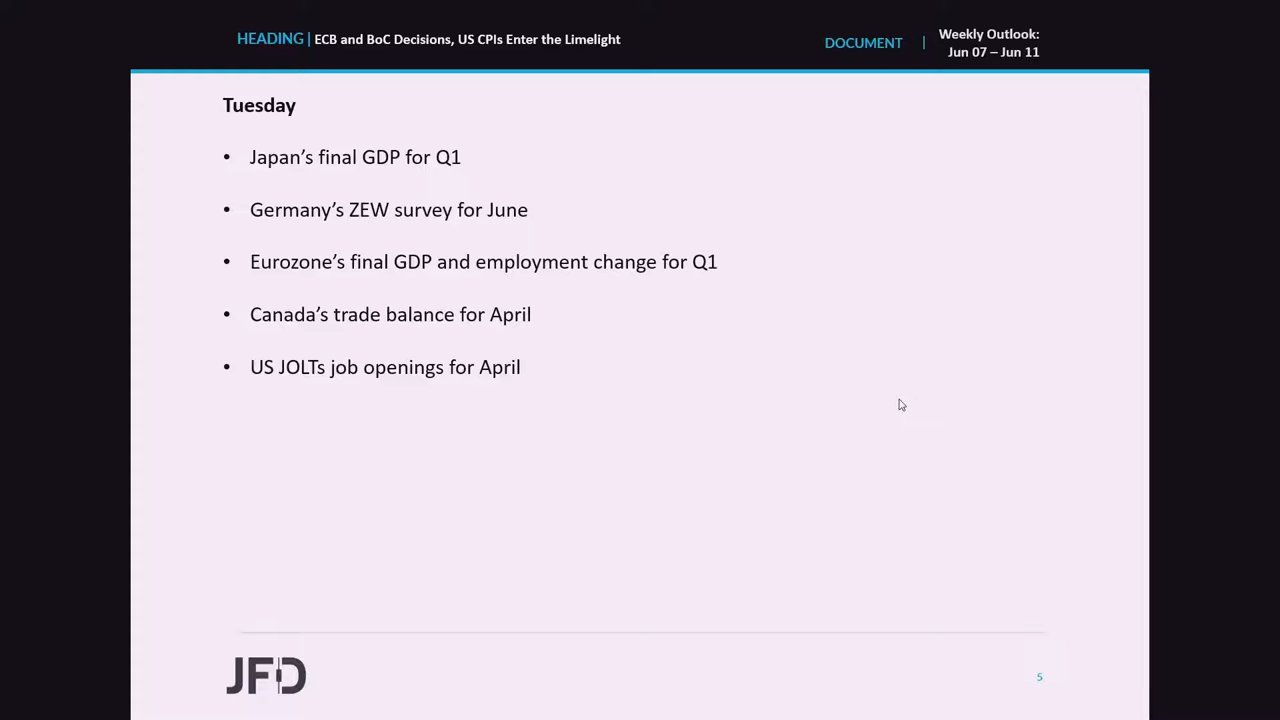 HEADING | ECB and BoC Decisions, US CPIs Enter the Limelight
DOCUMENT | Weekly Outlook:
Jun 07 – Jun 11
Tuesday
• Japan’s final GDP for Q1
• Germany’s ZEW survey for June
• Eurozone’s final GDP and employment change for Q1
• Canada’s trade balance for April
• US JOLTs job openings for April
JFD
5